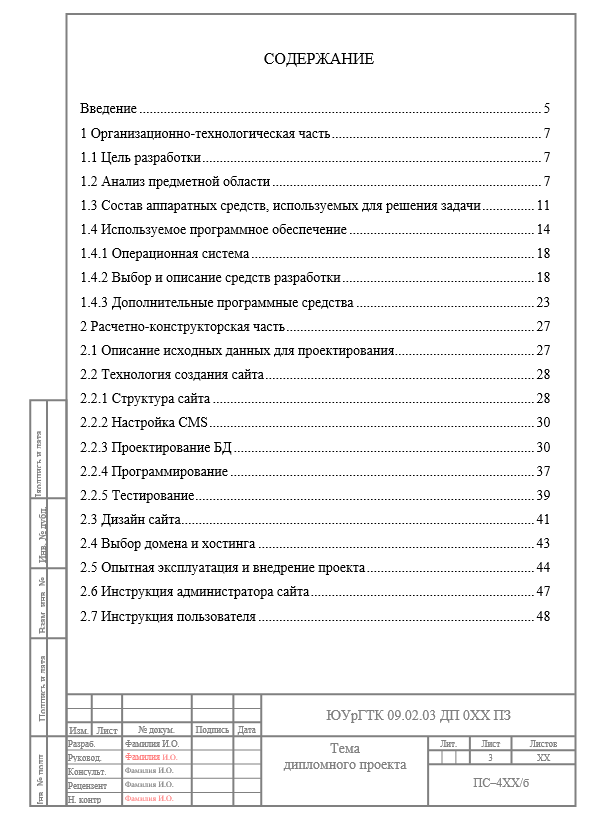 СОДЕРЖАНИЕ
Введение 5
1 Организационно-технологическая часть 7
1.1 Цель разработки 7
1.2 Анализ предметной области 7
1.3 Состав аппаратных средств, используемых для решения задачи 11
1.4 Используемое программное обеспечение 14
1.4.1 Операционная система 18
1.4.2 Выбор и описание средств разработки 18
1.4.3 Дополнительные программные средства 23
2 Расчетно-конструкторская часть 27
2.1 Описание исходных данных для проектирования 27
2.2 Технология создания сайта 28
2.2.1 Структура сайта 28
2.2.2 Настройка CMS 30
2.2.3 Проектирование БД 30
2.2.4 Программирование 37
2.2.5 Тестирование 39
2.3 Дизайн сайта 41
2.4 Выбор домена и хостинга 43
2.5 Опытная эксплуатация и внедрение проекта 44
2.6 Инструкция администратора сайта 47
2.7 Инструкция пользователя 48
Подпись и дата
Инв. № дубл.
Взам. инв. №
Подпись и дата
Инв № подл
ЮУрГТК 09.02.03 ДП 0ХХ ПЗ
Изм. Лист № докум. Подпись Дата
Разраб. Фамилия И.О.
Руковод. Фамилия И.О.
Консульт. Фамилия И.О.
Рецензент Фамилия И.О.
Н. контр Фамилия И.О.
Тема
дипломного проекта
Лит. Лист Листов
3 ХХ
ПС–4ХХ/б